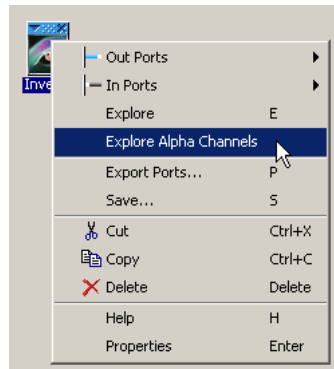 Inve
Out Ports
In Ports
Explore E
Explore Alpha Channels
Export Ports... P
Save... S
Cut Ctrl+X
Copy Ctrl+C
Delete Delete
Help H
Properties Enter